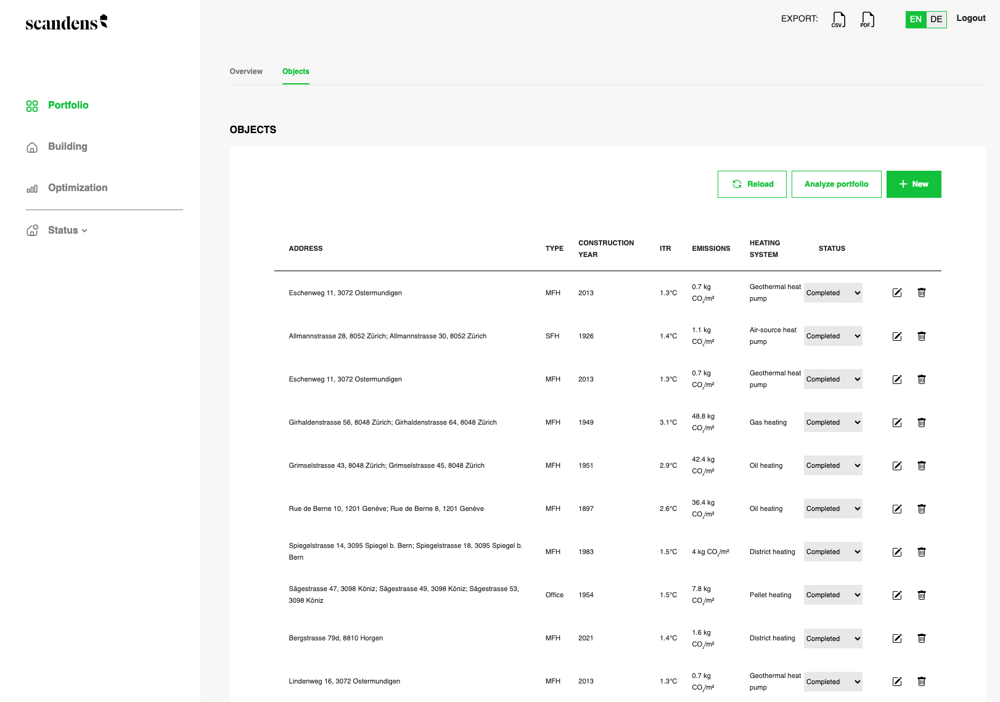 scandens
EXPORT:
CSV
PDF
EN
DE
Logout
Overview
Objects
Portfolio
Building
Optimization
Status
OBJECTS
Reload
Analyze portfolio
New
ADDRESS
TYPE
CONSTRUCTION
YEAR
ITR
EMISSIONS
HEATING
SYSTEM
STATUS
Eschenweg 11, 3072 Ostermundigen
MFH
2013
1.3°C
0.7 kg
CO₂/m²
Geothermal heat
pump
Completed
Allmannstrasse 28, 8052 Zürich; Allmannstrasse 30, 8052 Zürich
SFH
1926
1.4°C
1.1 kg
CO₂/m²
Air-source heat
pump
Completed
Eschenweg 11, 3072 Ostermundigen
MFH
2013
1.3°C
0.7 kg
CO₂/m²
Geothermal heat
pump
Completed
Girhaldenstrasse 56, 8048 Zürich; Girhaldenstrasse 64, 8048 Zürich
MFH
1949
3.1°C
48.8 kg
CO₂/m²
Gas heating
Completed
Grimselstrasse 43, 8048 Zürich; Grimselstrasse 45, 8048 Zürich
MFH
1951
2.9°C
42.4 kg
CO₂/m²
Oil heating
Completed
Rue de Berne 10, 1201 Genève; Rue de Berne 8, 1201 Genève
MFH
1897
2.6°C
36.4 kg
CO₂/m²
Oil heating
Completed
Spiegelstrasse 14, 3095 Spiegel b. Bern; Spiegelstrasse 18, 3095 Spiegel b.
Bern
MFH
1983
1.5°C
4 kg CO₂/m²
District heating
Completed
Sägestrasse 47, 3098 Köniz; Sägestrasse 49, 3098 Köniz; Sägestrasse 53,
3098 Köniz
Office
1954
1.5°C
7.8 kg
CO₂/m²
Pellet heating
Completed
Bergstrasse 79d, 8810 Horgen
MFH
2021
1.4°C
1.6 kg
CO₂/m²
District heating
Completed
Lindenweg 16, 3072 Ostermundigen
MFH
2013
1.3°C
0.7 kg
CO₂/m²
Geothermal heat
pump
Completed